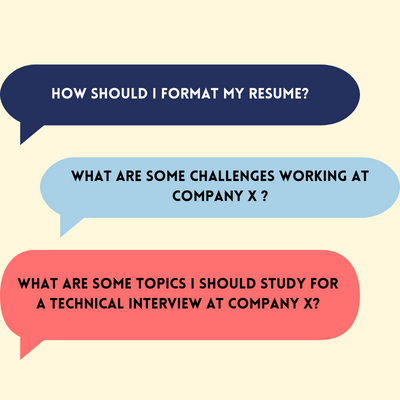 HOW SHOULD I FORMAT MY RESUME?
WHAT ARE SOME CHALLENGES WORKING AT
COMPANY X ?
WHAT ARE SOME TOPICS I SHOULD STUDY FOR
A TECHNICAL INTERVIEW AT COMPANY X?